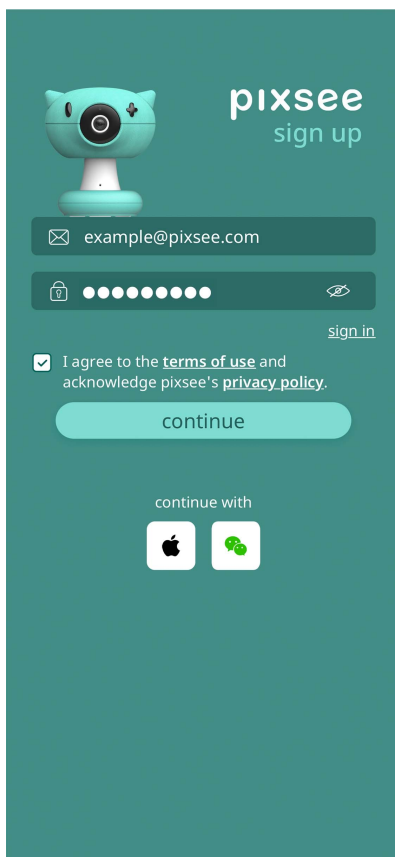 pixsee
sign up
example@pixsee.com
sign in
I agree to the terms of use and
acknowledge pixsee's privacy policy.
continue
continue with